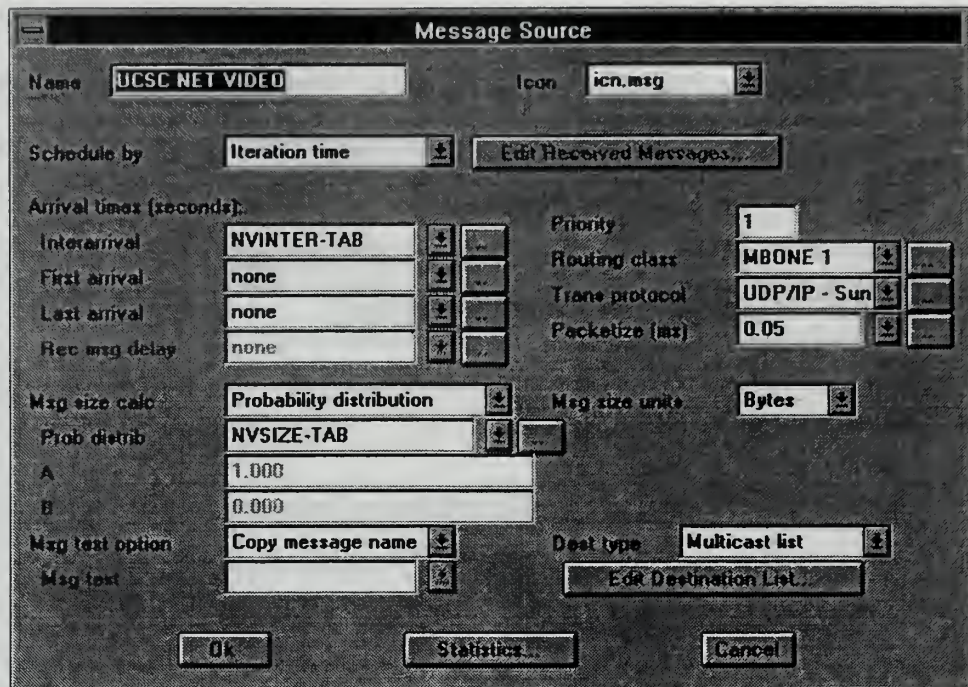 Message Source
Name UCSC NET VIDEO Icon icn.msg
Schedule by Iteration time Edit Received Messages...
Arrival times (seconds):
Priority 1
Interarrival NVINTER-TAB
Routing class MBONE 1
First arrival none
Trans protocol UDP/IP - Sun
Last arrival none
Packetize (ms) 0.05
Rec msg delay none
Msg size calc Probability distribution Msg size units Bytes
Prob distrib NVSIZE-TAB
A 1.000
B 0.000
Msg text option Copy message name Dest type Multicast list
Msg text Edit Destination List...
Ok Statistics... Cancel